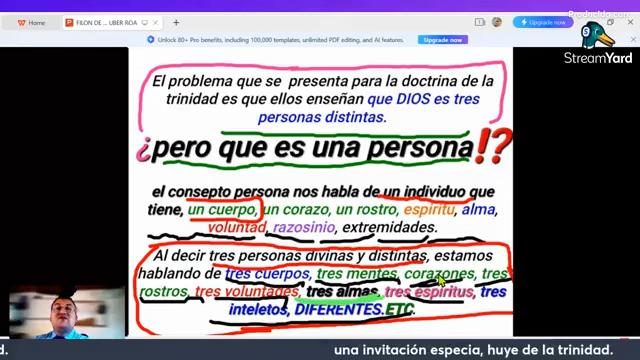 Producido con
StreamYard
Home
FILON DE ... UBER ROA
Upgrade now
Unlock 80+ Pro benefits, including 100,000 templates, unlimited PDF editing, and AI features.
Upgrade now
El problema que se presenta para la doctrina de la
trinidad es que ellos enseñan que DIOS es tres
personas distintas.
¿pero que es una persona!?
el consepto persona nos habla de un individuo que
tiene, un cuerpo, un corazo, un rostro, espiritu, alma,
voluntad, razosinio, extremidades.
Al decir tres personas divinas y distintas, estamos
hablando de tres cuerpos, tres mentes, corazones, tres
rostros, tres voluntades, tres almas, tres espiritus, tres
inteletos, DIFERENTES.ETC.
d. una invitación especia, huye de la trinidad.